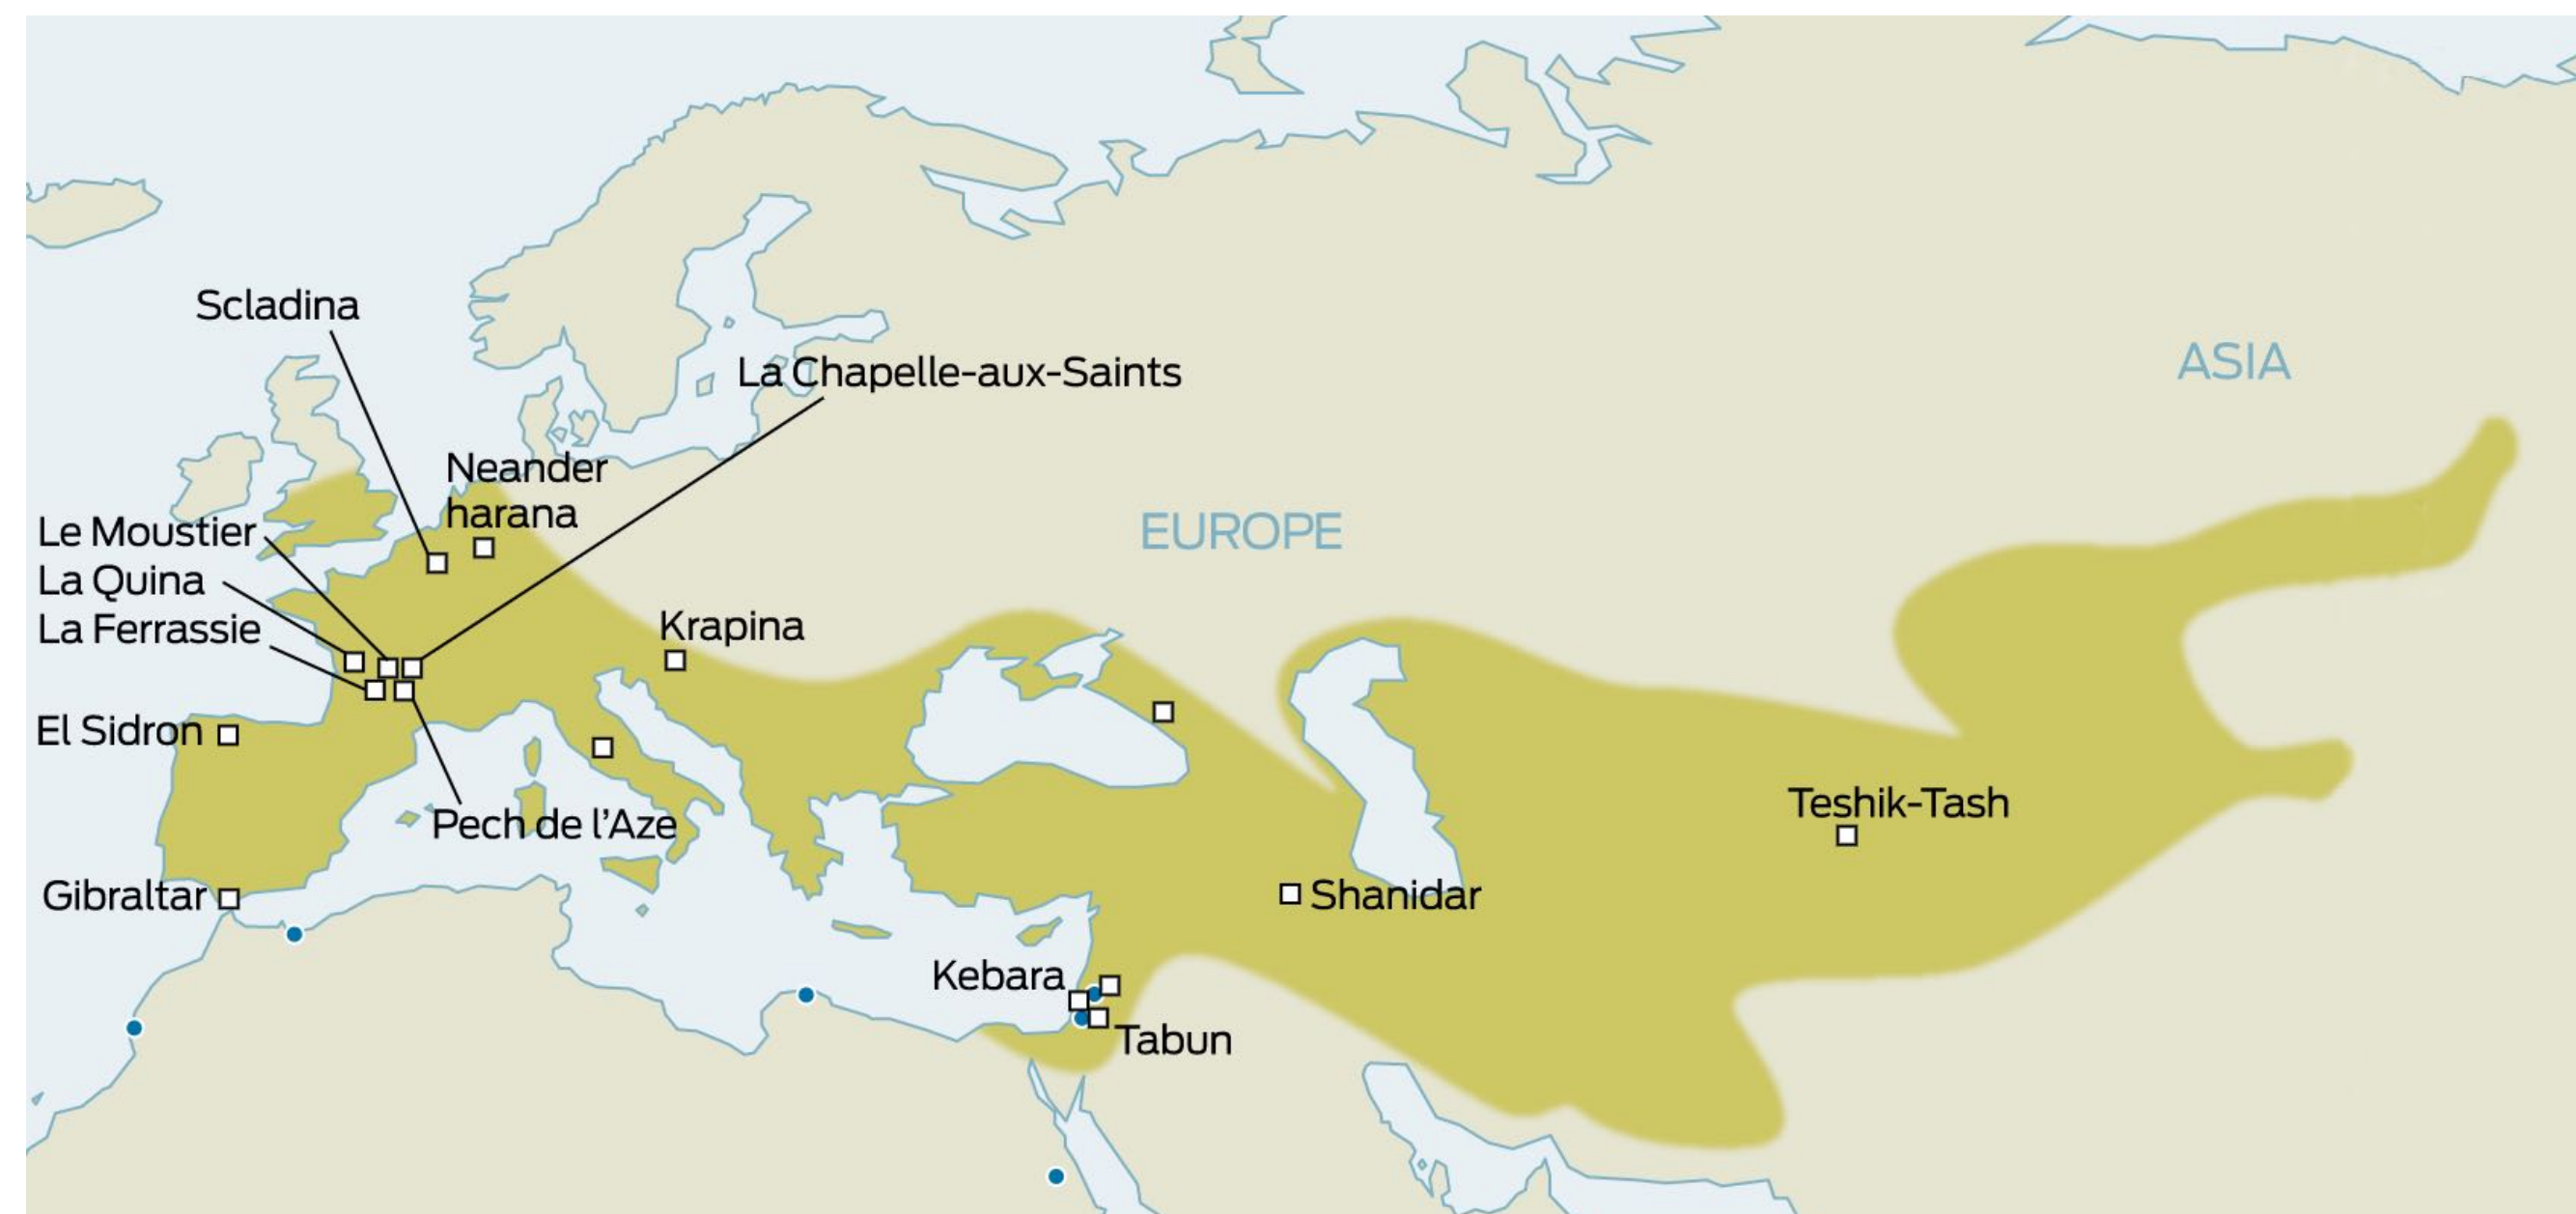 Scladina
La Chapelle-aux-Saints
ASIA
Neander
harana
Le Moustier
EUROPE
La Quina
La Ferrassie
Krapina
El Sidron
Pech de l'Aze
Teshik-Tash
Gibraltar
Shanidar
Kebara
Tabun